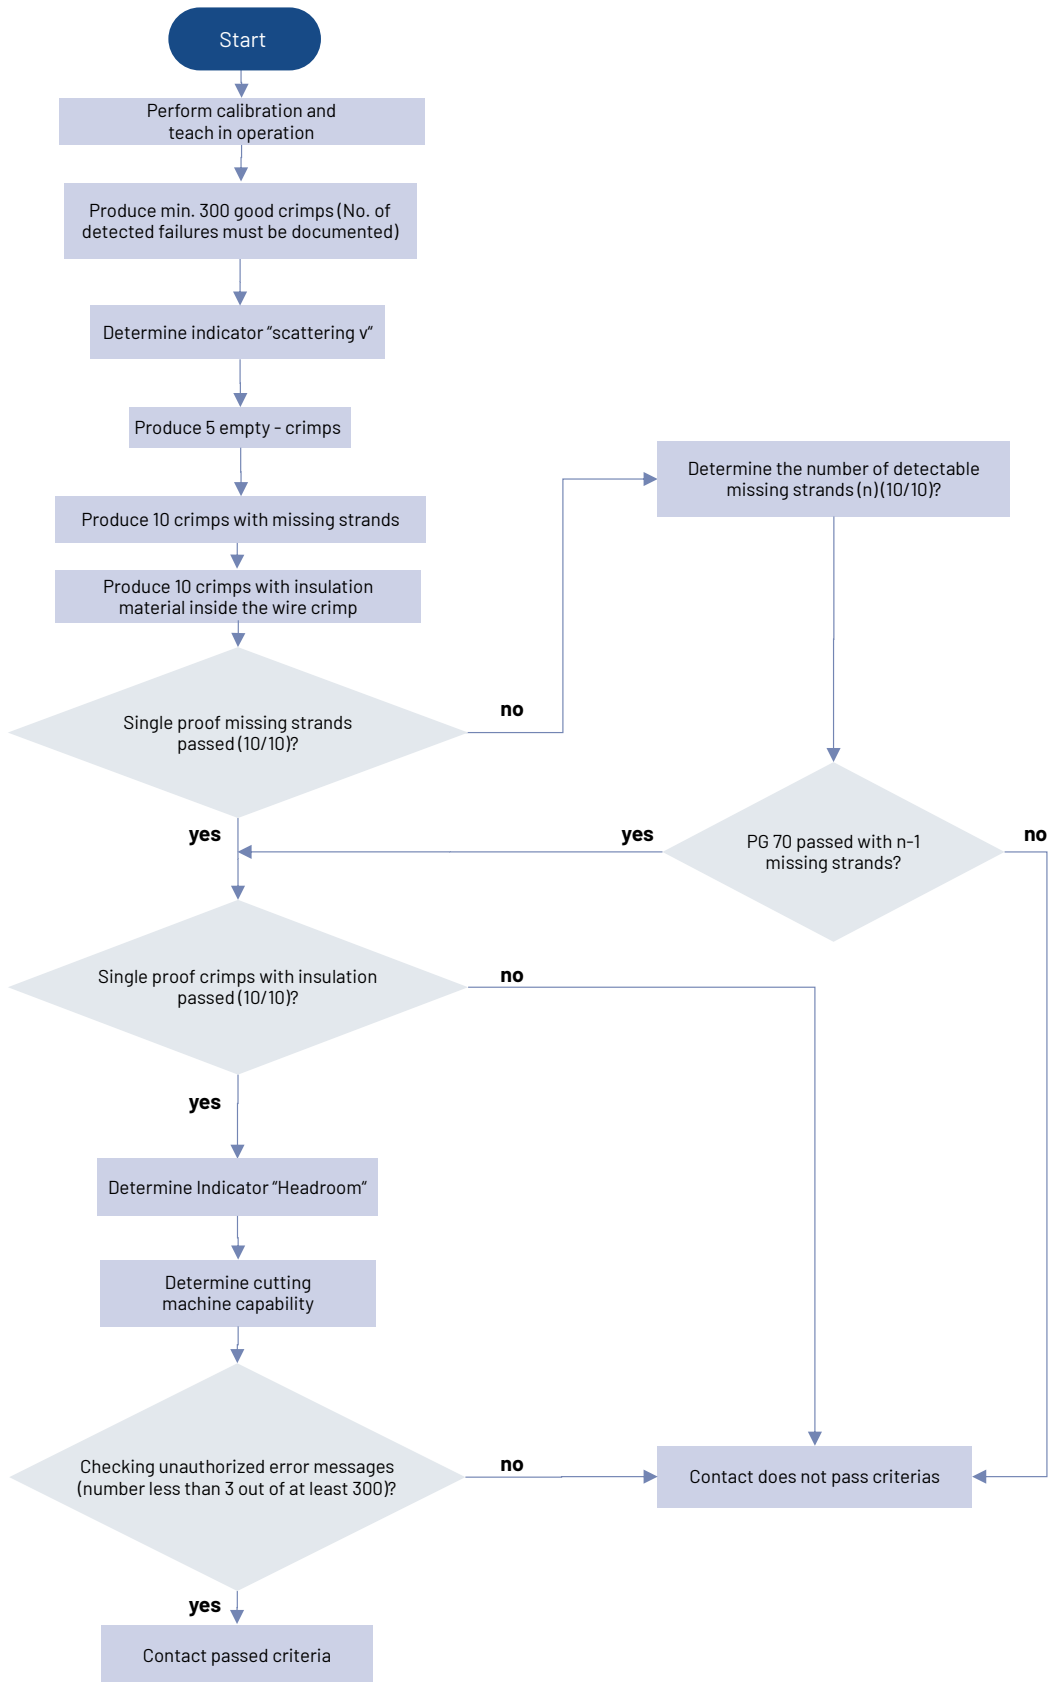 Start
Perform calibration and
teach in operation
Produce min. 300 good crimps (No. of
detected failures must be documented)
Determine indicator “scattering v“
Produce 5 empty - crimps
Produce 10 crimps with missing strands
Produce 10 crimps with insulation
material inside the wire crimp
Determine the number of detectable
missing strands (n) (10/10)?
Single proof missing strands
passed (10/10)?
no
yes
PG 70 passed with n-1
missing strands?
yes
no
Single proof crimps with insulation
passed (10/10)?
no
yes
Determine Indicator “Headroom“
Determine cutting
machine capability
Checking unauthorized error messages
(number less than 3 out of at least 300)?
no
Contact does not pass criterias
yes
Contact passed criteria